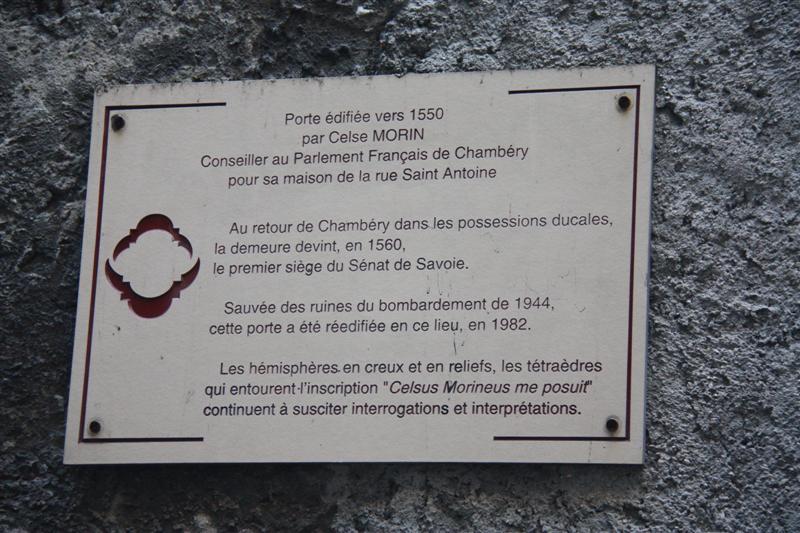 Porte édifiée vers 1550
par Celse MORIN
Conseiller au Parlement Français de Chambéry
pour sa maison de la rue Saint Antoine
Au retour de Chambéry dans les possessions ducales,
la demeure devint, en 1560,
le premier siège du Sénat de Savoie.
Sauvée des ruines du bombardement de 1944,
cette porte a été réedifiée en ce lieu, en 1982.
Les hémisphères en creux et en reliefs, les tétraèdres
qui entourent l'inscription "Celsus Morineus me posuit"
continuent à susciter interrogations et interprétations.